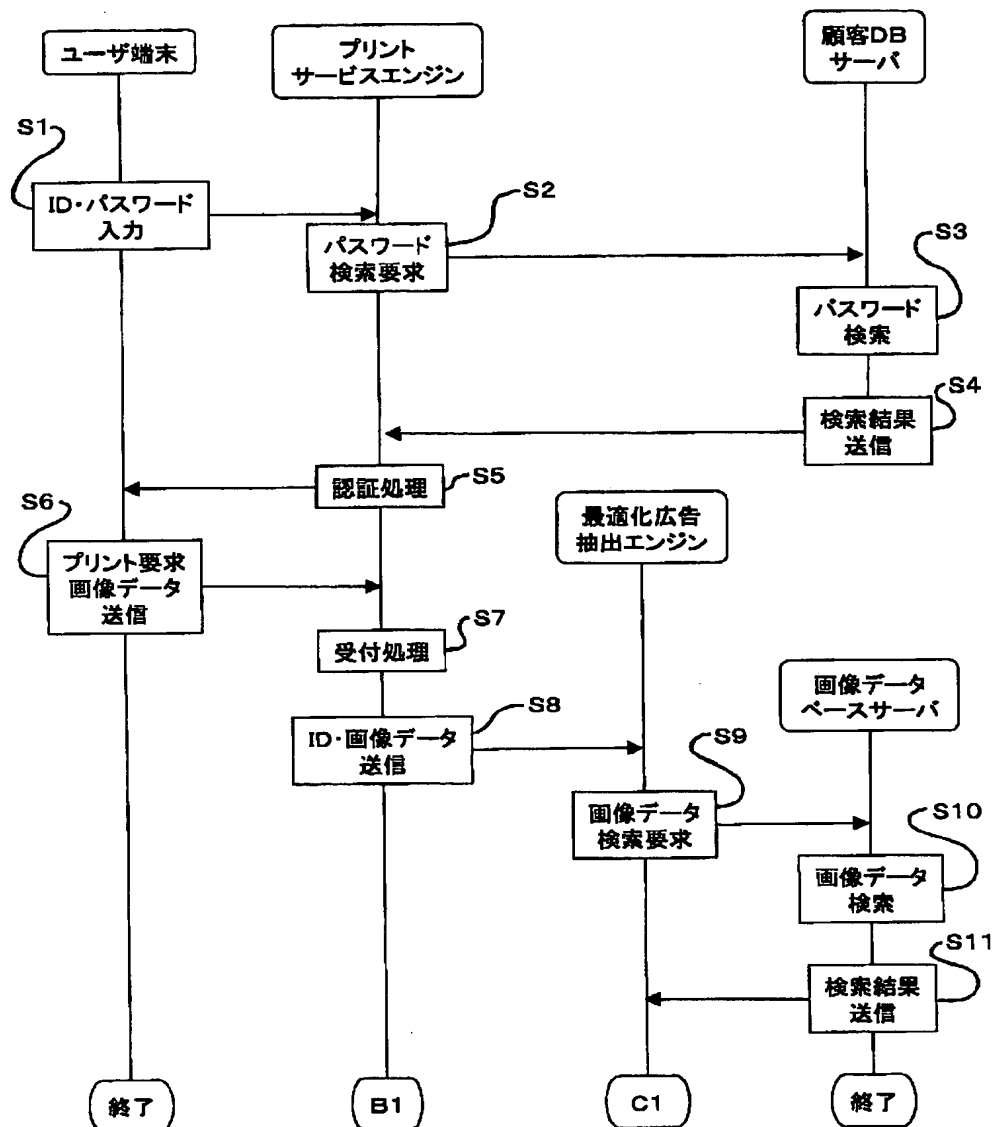 ユーザ端末
プリント
サービスエンジン
顧客DB
サーバ
S1
ID・パスワード
入力
S2
パスワード
検索要求
S3
パスワード
検索
S4
検索結果
送信
S5
認証処理
S6
プリント要求
画像データ
送信
最適化広告
抽出エンジン
S7
受付処理
画像データ
ベースサーバ
S8
ID・画像データ
送信
S9
画像データ
検索要求
S10
画像データ
検索
S11
検索結果
送信
終了
B1
C1
終了